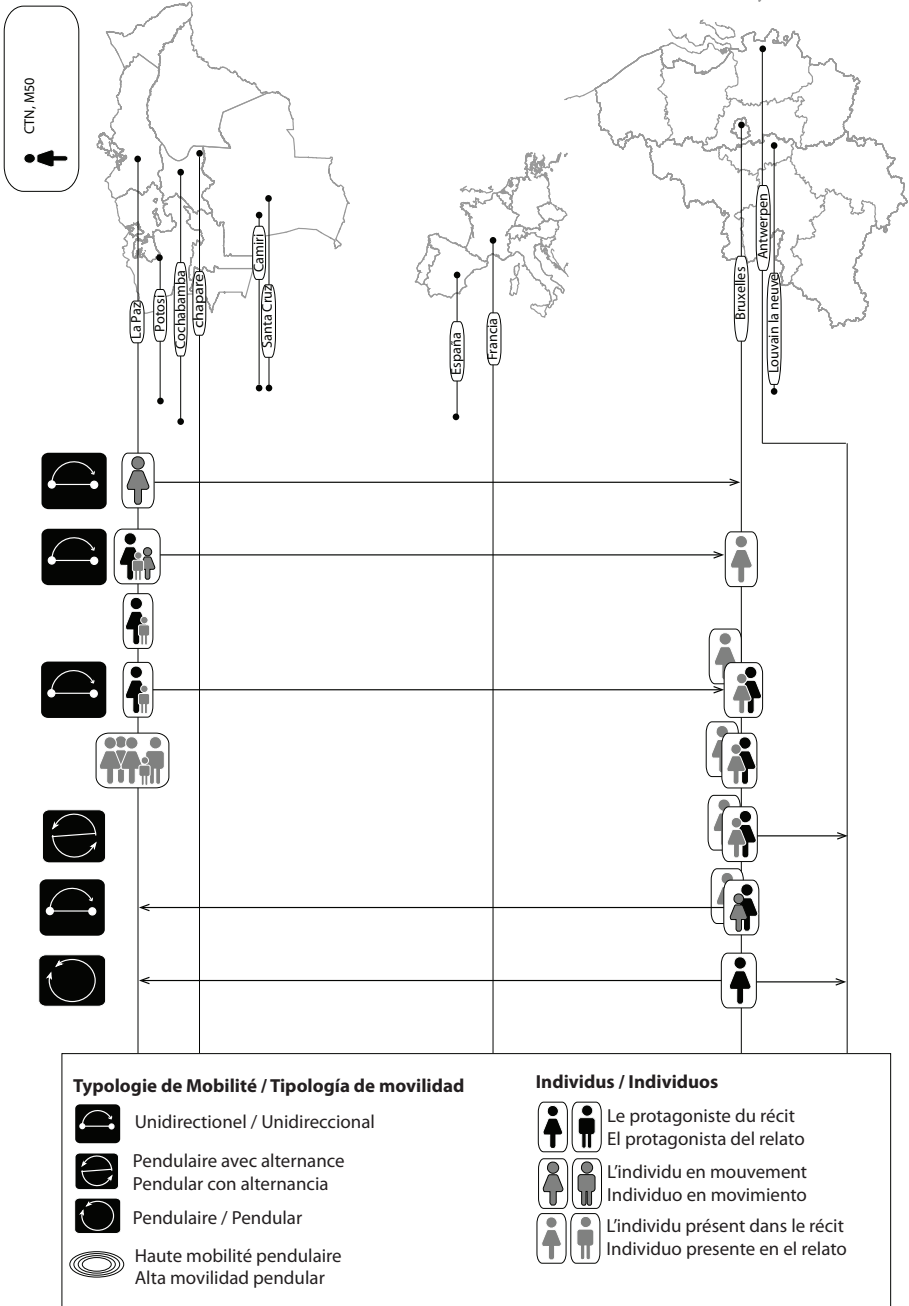 CTN, M50
La Paz
Potosi
Cochabamba
chapare
Camiri
Santa Cruz
España
Francia
Bruxelles
Antwerpen
Louvain la neuve
Typologie de Mobilité / Tipología de movilidad
Unidirectionel / Unidireccional
Pendulaire avec alternance
Pendular con alternancia
Pendulaire / Pendular
Haute mobilité pendulaire
Alta movilidad pendular
Individus / Individuos
Le protagoniste du récit
El protagonista del relato
L'individu en mouvement
Individuo en movimiento
L'individu présent dans le récit
Individuo presente en el relato